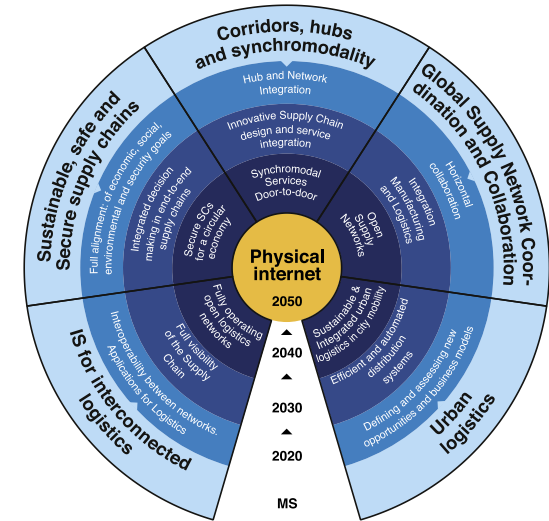 Corridors, hubs
and synchromodality
Hub and Network
Integration
Innovative Supply Chain
design and service
integration
Synchromodal
Services
Door-to-door
Global Supply Network Coor-
dination and Collaboration
Horizontal
collaboration
Integration
Manufacturing
and Logistics
Open
Supply
Networks
Urban
logistics
Defining and assessing new
opportunities and business models
Efficient and automated
distribution
systems
Sustainable &
Integrated urban
logistics in city mobility
IS for interconnected
logistics
Interoperability between networks.
Applications for Logistics
Full visibility
of the Supply
Chain
Fully operating
open logistics
networks
Sustainable, safe and
Secure supply chains
Full alignment: of economic, social,
environmental and security goals
Integrated decision
making in end-to-end
supply chains
Secure SCs
for a circular
economy
Physical
internet
2050
2040
2030
2020
MS